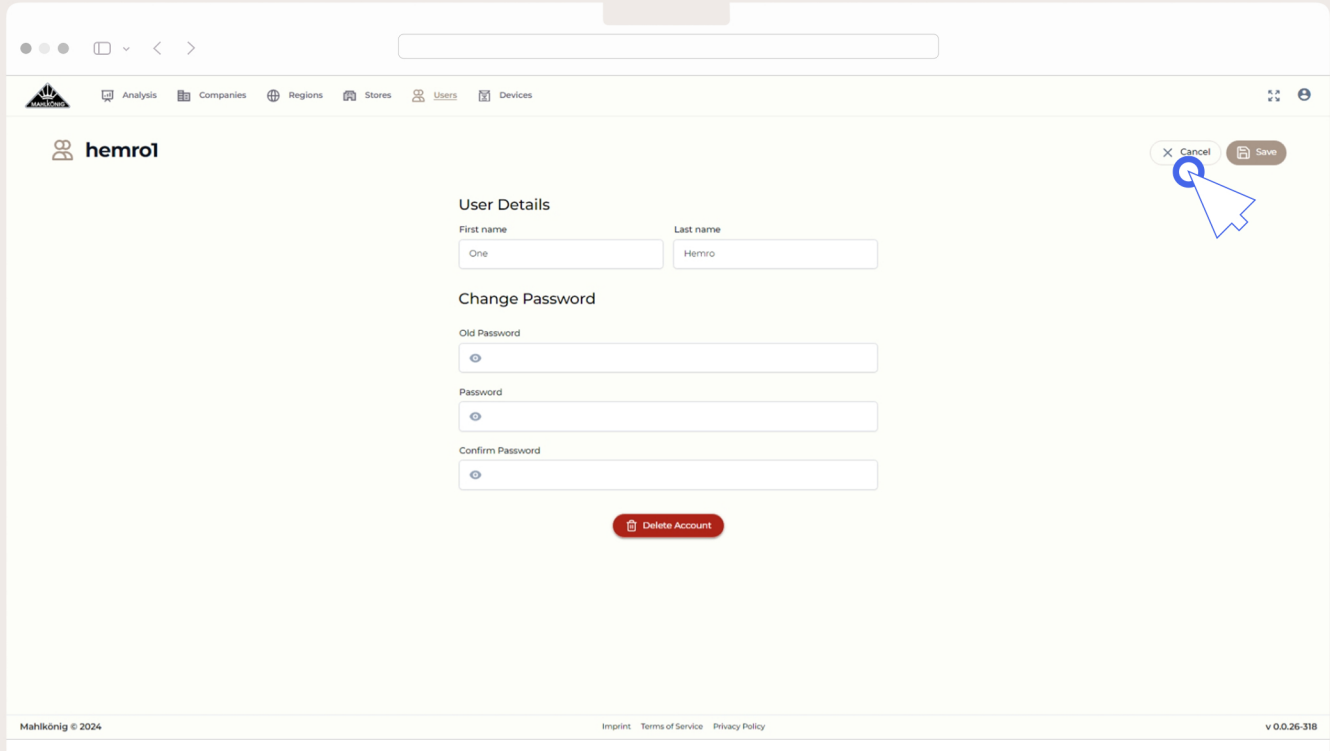 MAHLKÖNIG
Analysis Companies Regions Stores Users Devices
hemro1
Cancel Save
User Details
First name Last name
One Hemro
Change Password
Old Password
Password
Confirm Password
Delete Account
Mahlkönig © 2024 Imprint Terms of Service Privacy Policy v 0.0.26-318